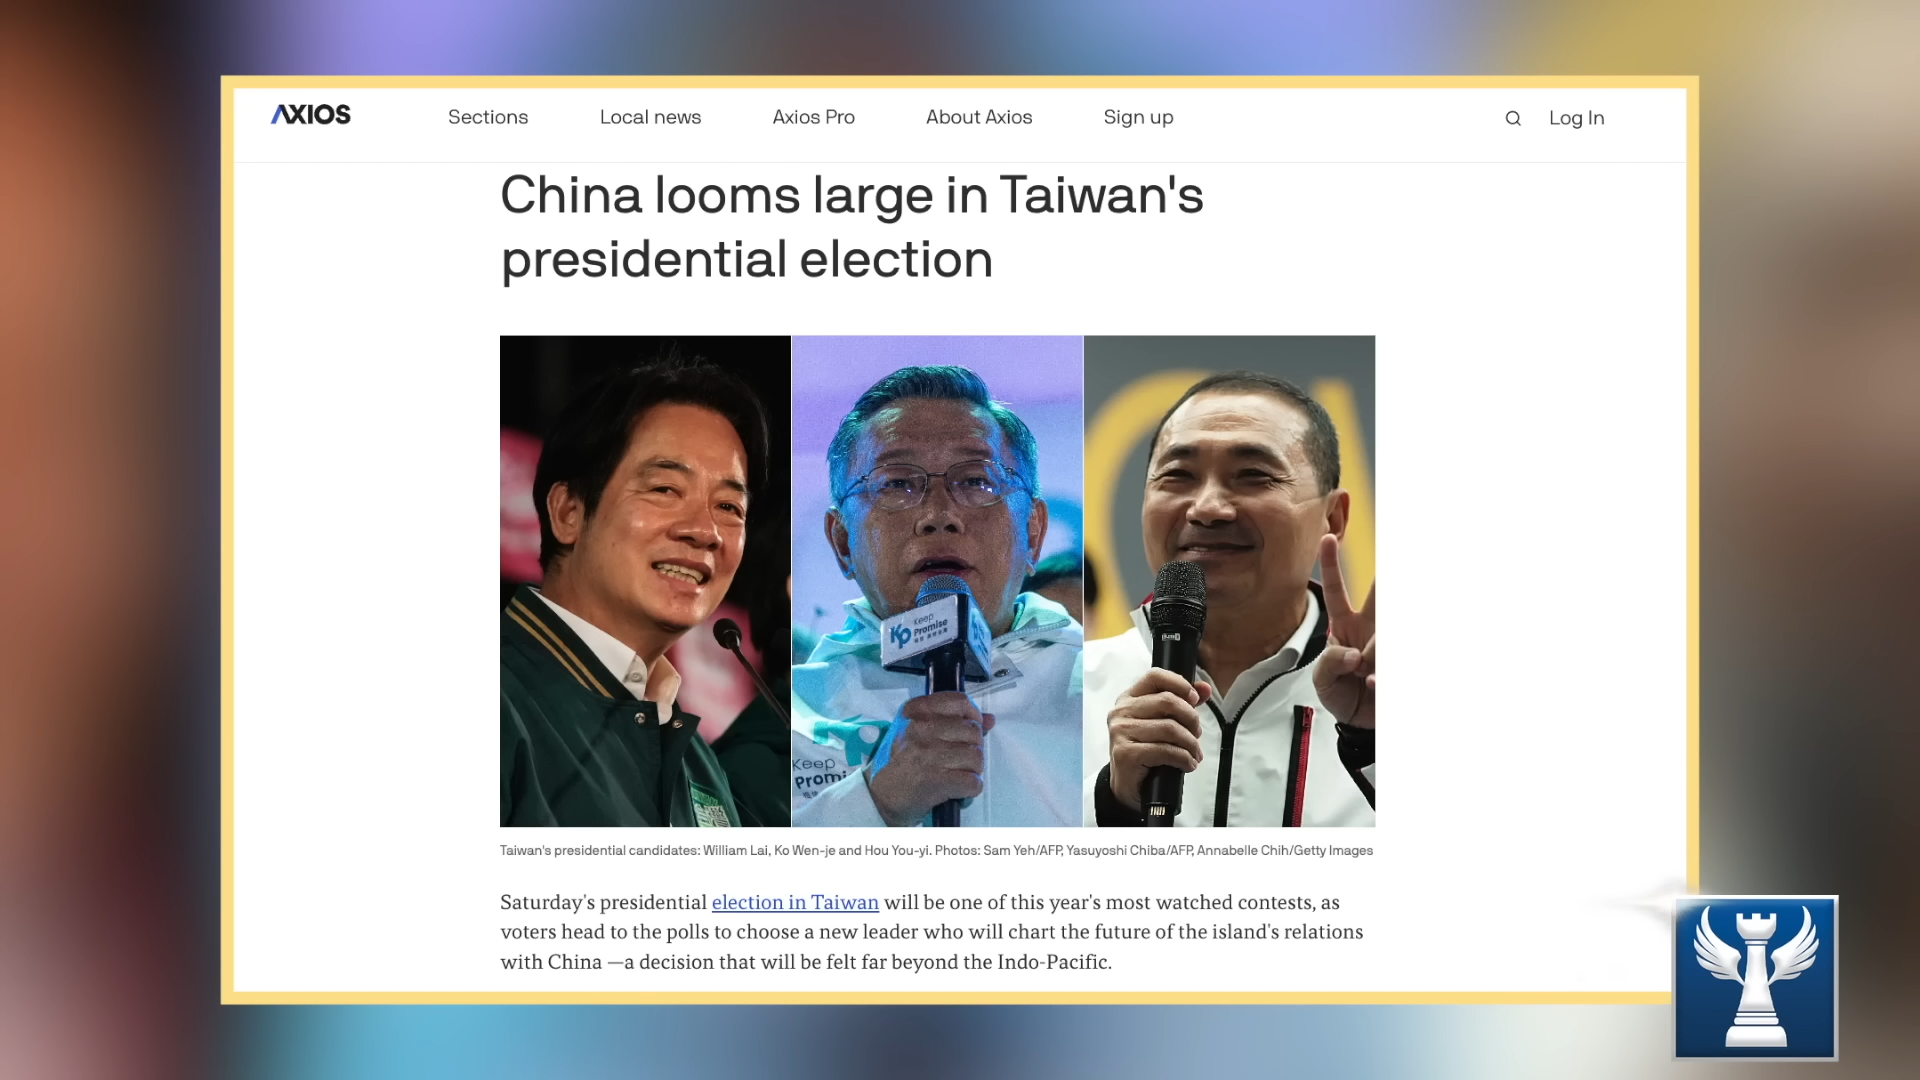 AXIOS
Sections
Local news
Axios Pro
About Axios
Sign up
Log In
China looms large in Taiwan's
presidential election
Keep
Promise
KP
Keep
Promi
Taiwan's presidential candidates: William Lai, Ko Wen-je and Hou You-yi. Photos: Sam Yeh/AFP, Yasuyoshi Chiba/AFP, Annabelle Chih/Getty Images
Saturday's presidential election in Taiwan will be one of this year's most watched contests, as
voters head to the polls to choose a new leader who will chart the future of the island's relations
with China —a decision that will be felt far beyond the Indo-Pacific.